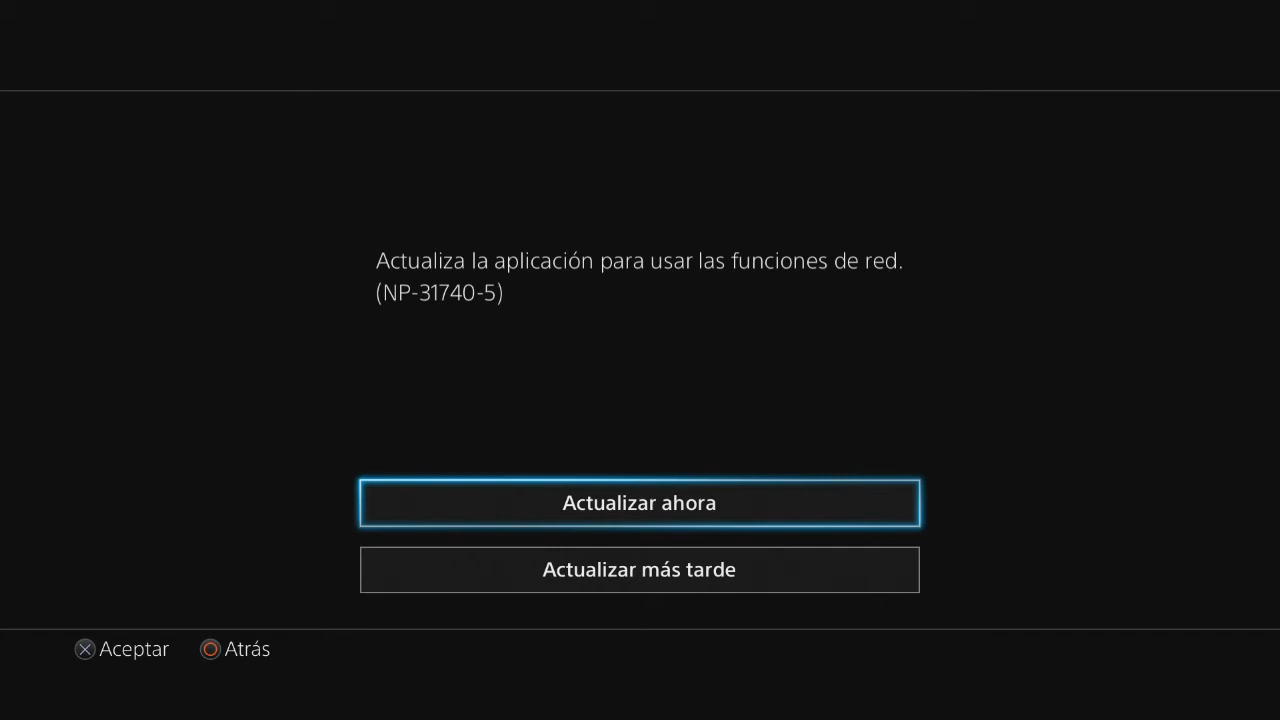 Actualiza la aplicación para usar las funciones de red.
(NP-31740-5)
Actualizar ahora
Actualizar más tarde
Aceptar Atrás